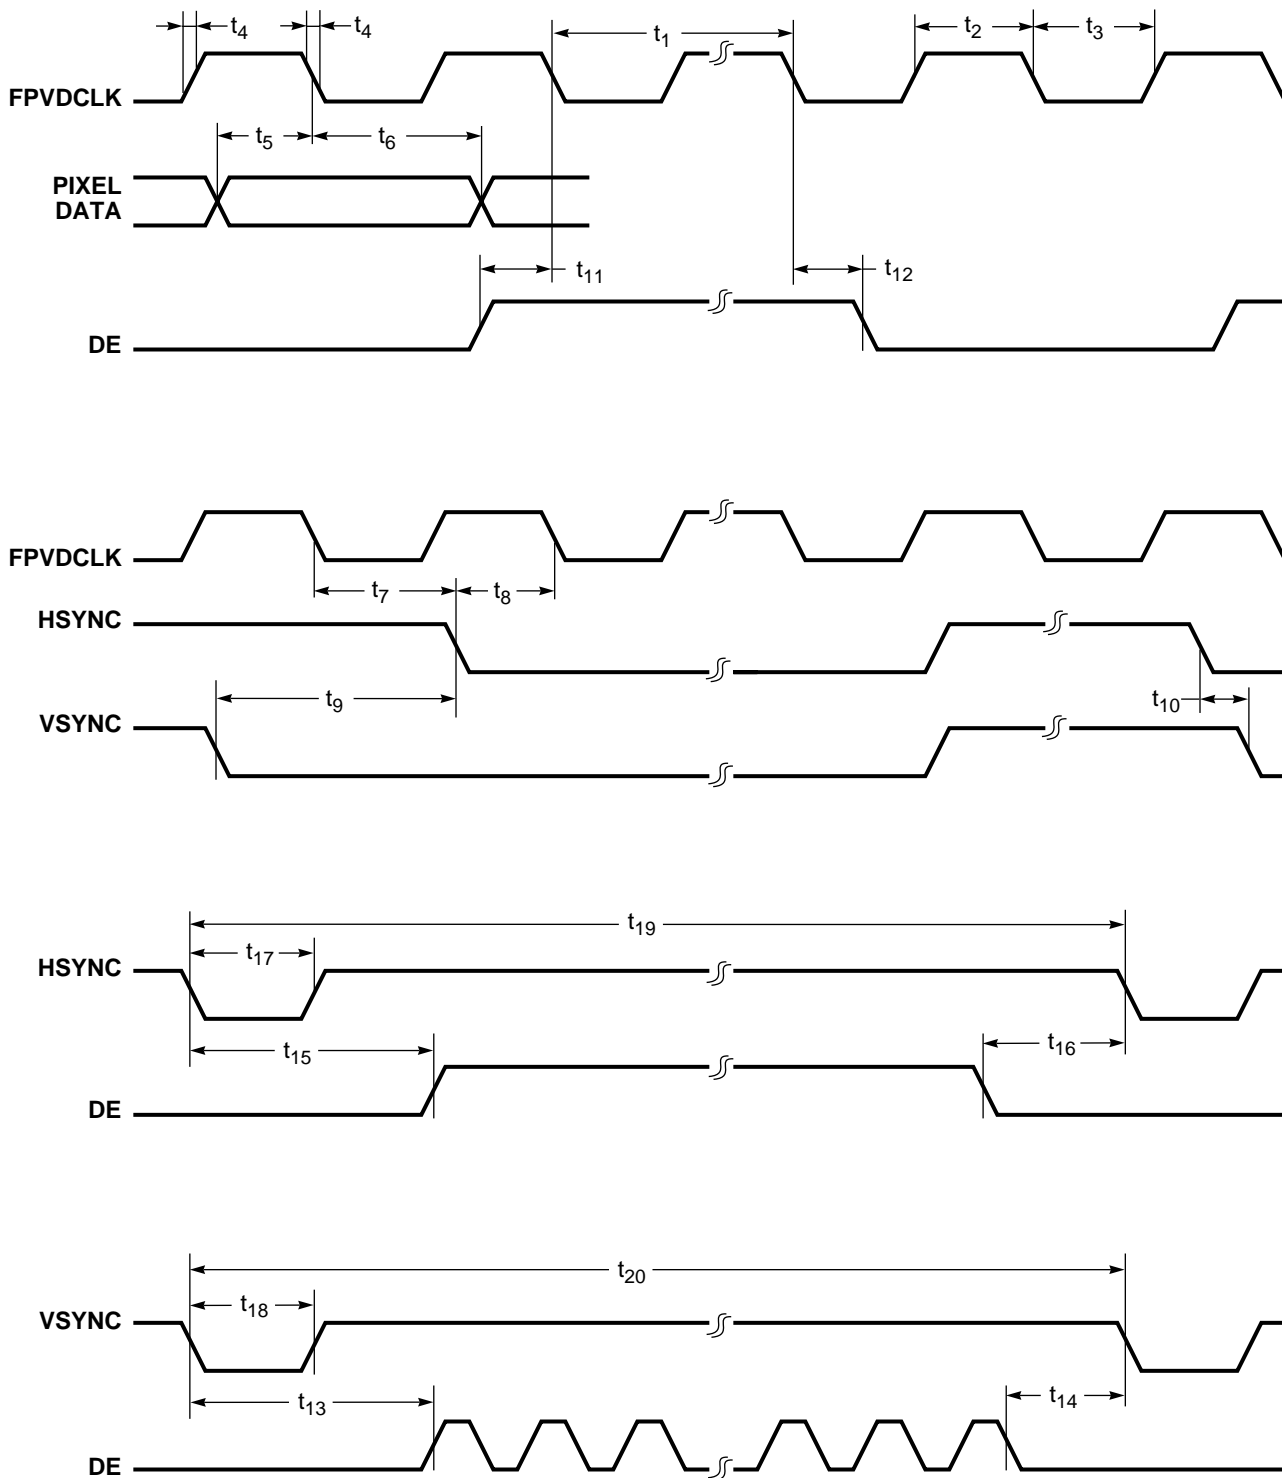 t4 t4 t1 t2 t3
FPVDCLK
t5 t6
PIXEL
DATA
t11 t12
DE
FPVDCLK
t7 t8
HSYNC
t9 t10
VSYNC
t19
t17
HSYNC
t15 t16
DE
t20
t18
VSYNC
t13 t14
DE